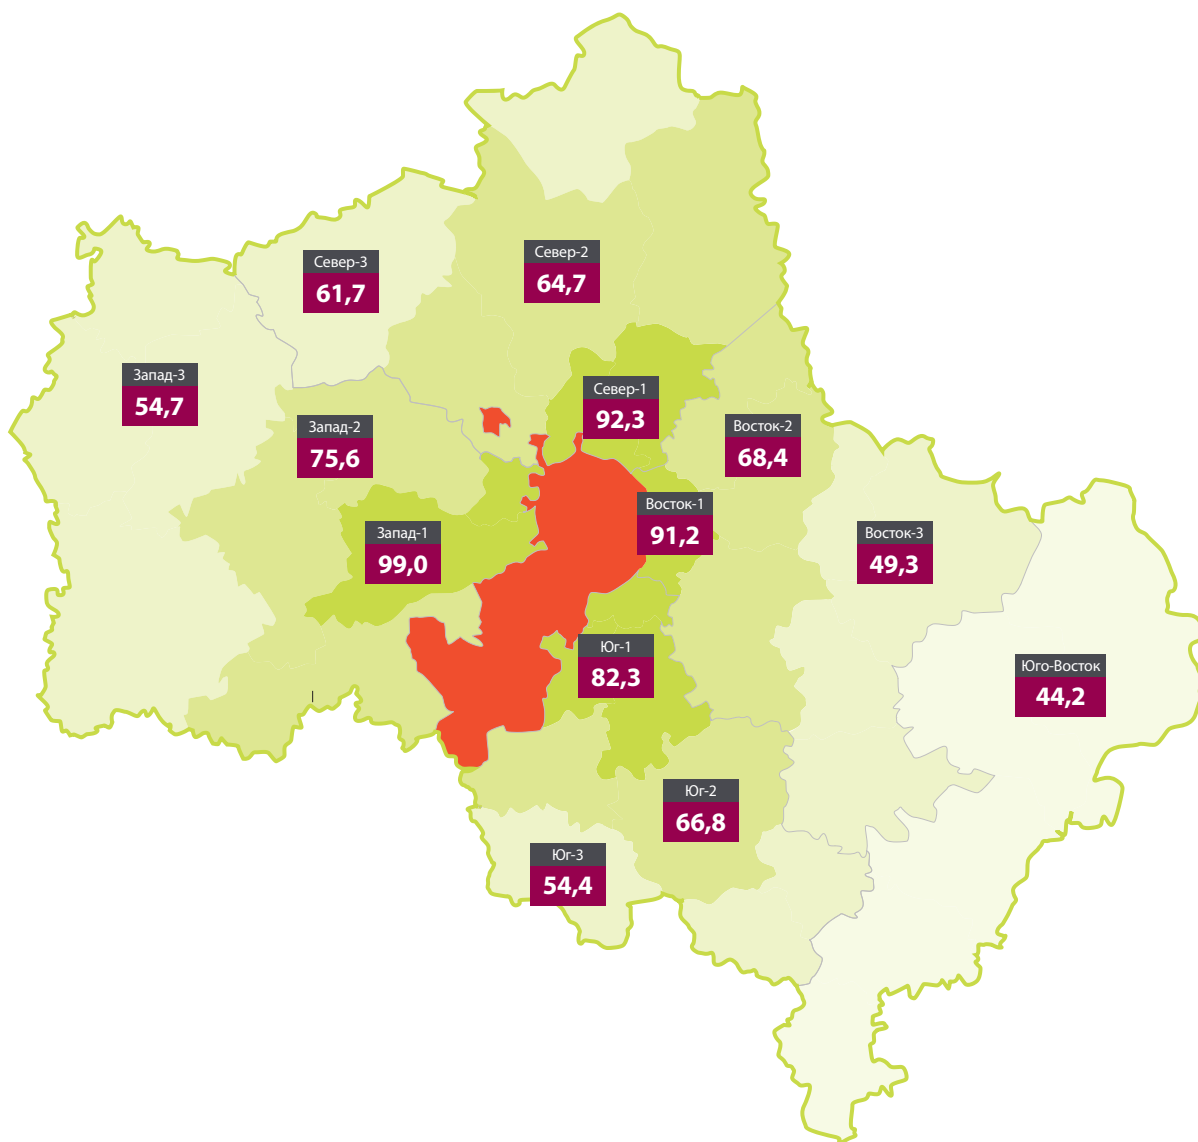 Север-2
64,7
Север-3
61,7
Запад-3
54,7
Север-1
92,3
Запад-2
75,6
Восток-2
68,4
Восток-1
91,2
Запад-1
99,0
Восток-3
49,3
Юг-1
82,3
Юго-Восток
44,2
Юг-2
66,8
Юг-3
54,4